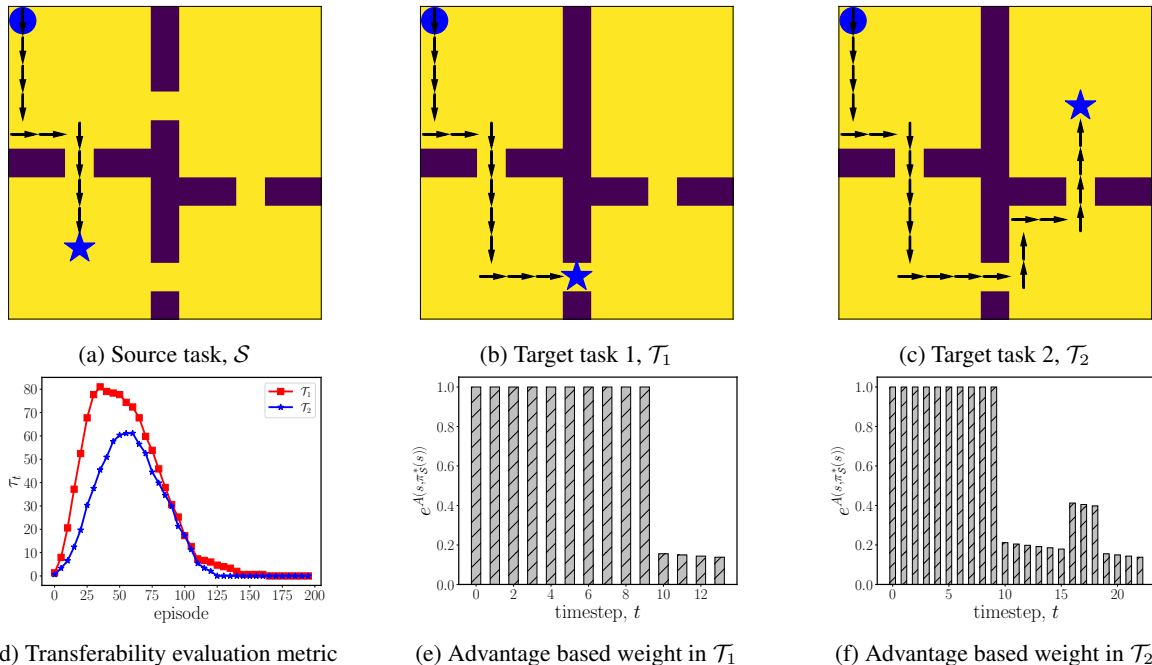 (a) Source task, 𝒮
(b) Target task 1, 𝒯₁
(c) Target task 2, 𝒯₂
80
70
60
50
40
30
20
10
0
τₜ
𝒯₁
𝒯₂
0 25 50 75 100 125 150 175 200
episode
1.0
0.8
0.6
0.4
0.2
0.0
e^{A(s,π*_𝒮(s))}
0 2 4 6 8 10 12
timestep, t
1.0
0.8
0.6
0.4
0.2
0.0
e^{A(s,π*_𝒮(s))}
0 5 10 15 20
timestep, t
d) Transferability evaluation metric
(e) Advantage based weight in 𝒯₁
(f) Advantage based weight in 𝒯₂